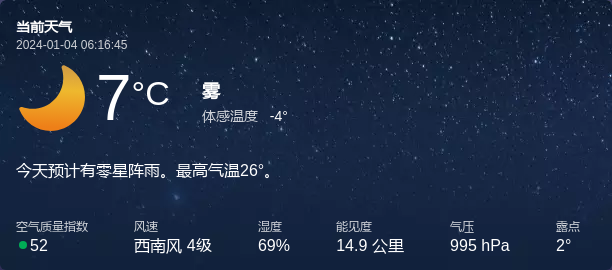 当前天气
2024-01-04 06:16:45
7°C
雾
体感温度 -4°
今天预计有零星阵雨。最高气温26°。
空气质量指数 风速 湿度 能见度 气压 露点
52 西南风 4级 69% 14.9 公里 995 hPa 2°